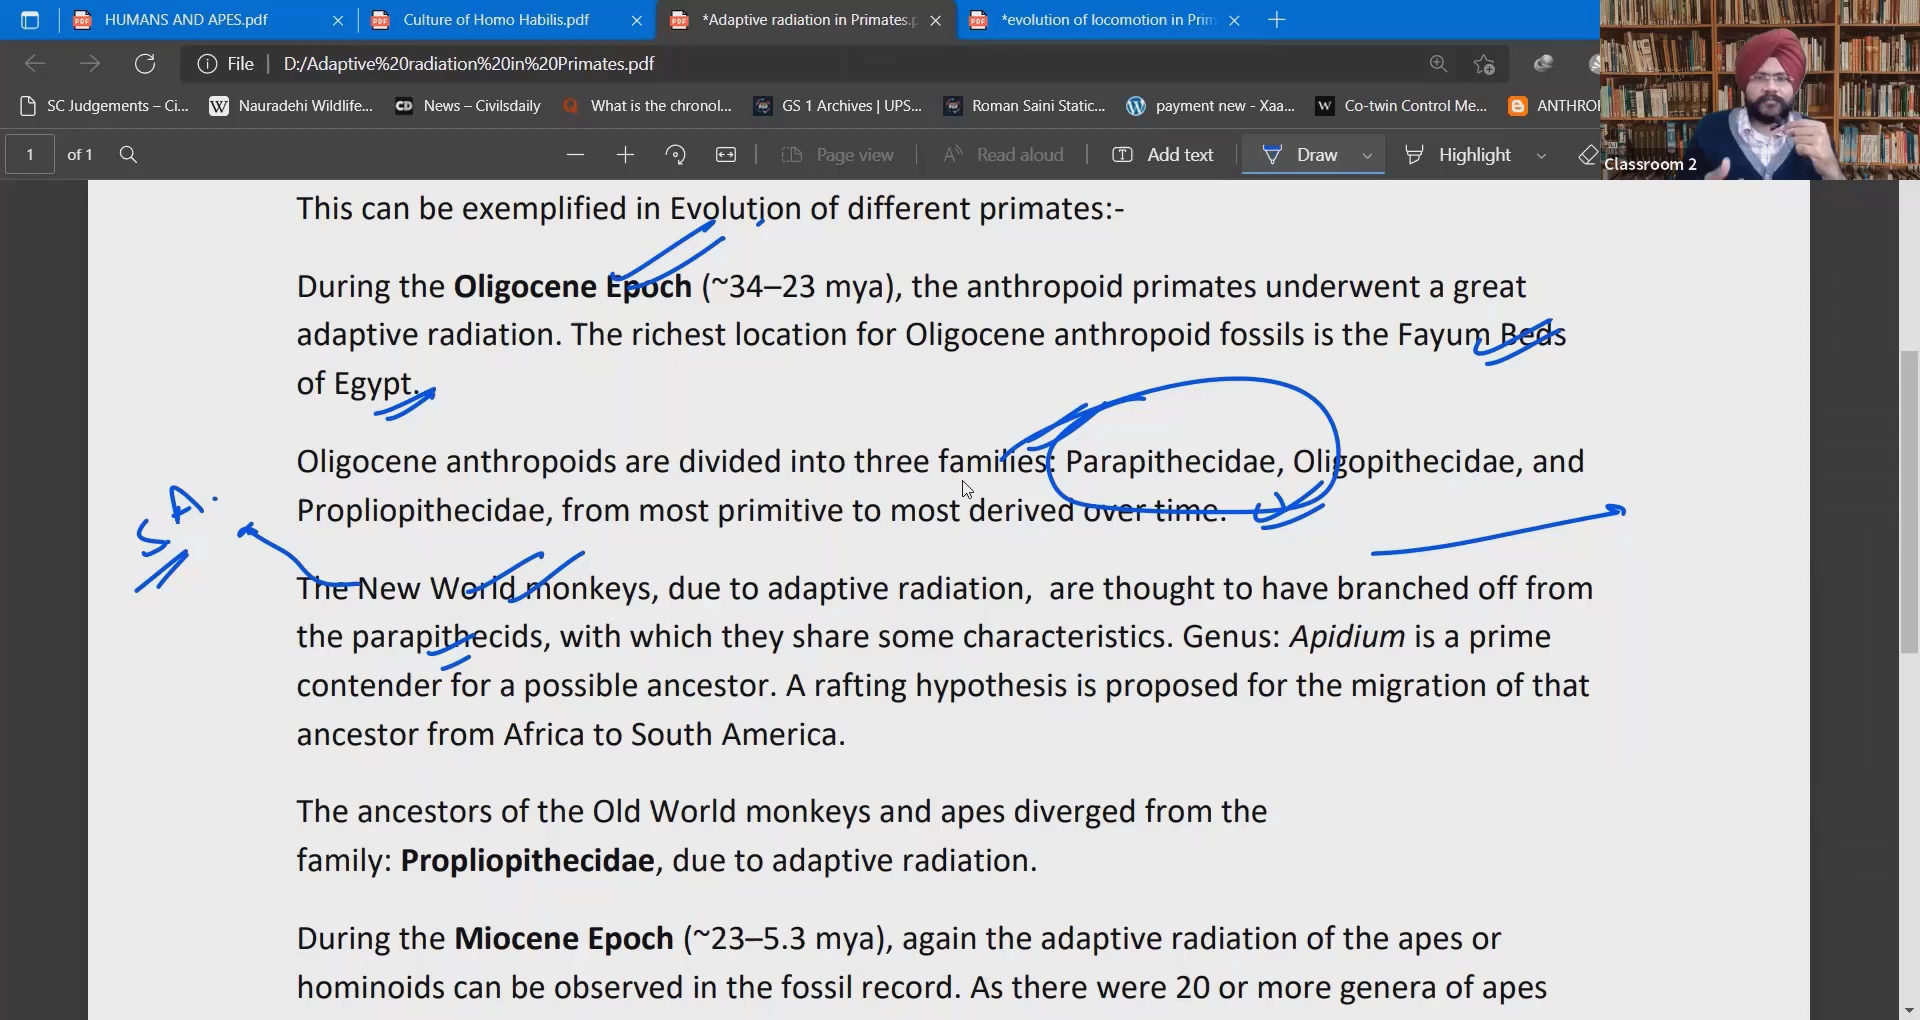 HUMANS AND APES.pdf
Culture of Homo Habilis.pdf
*Adaptive radiation in Primates.p
*evolution of locomotion in Prim
File
D:/Adaptive%20radiation%20in%20Primates.pdf
SC Judgements – Ci...
Nauradehi Wildlife...
CD
News – Civilsdaily
What is the chronol...
GS 1 Archives | UPS...
Roman Saini Static...
payment new - Xaa...
Co-twin Control Me...
ANTHRO
1
of 1
Page view
Read aloud
Add text
Draw
Highlight
Classroom 2
This can be exemplified in Evolution of different primates:-
During the Oligocene Epoch (~34–23 mya), the anthropoid primates underwent a great
adaptive radiation. The richest location for Oligocene anthropoid fossils is the Fayum Beds
of Egypt.
Oligocene anthropoids are divided into three families: Parapithecidae, Oligopithecidae, and
Propliopithecidae, from most primitive to most derived over time.
S A.
The New World monkeys, due to adaptive radiation, are thought to have branched off from
the parapithecids, with which they share some characteristics. Genus: Apidium is a prime
contender for a possible ancestor. A rafting hypothesis is proposed for the migration of that
ancestor from Africa to South America.
The ancestors of the Old World monkeys and apes diverged from the
family: Propliopithecidae, due to adaptive radiation.
During the Miocene Epoch (~23–5.3 mya), again the adaptive radiation of the apes or
hominoids can be observed in the fossil record. As there were 20 or more genera of apes